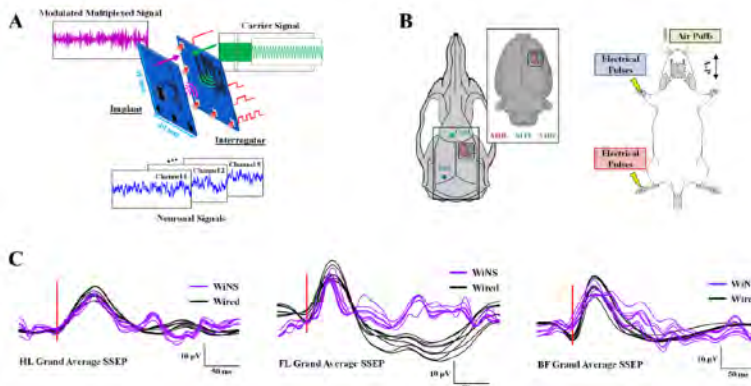 A
Modulated Multiplexed Signal
Carrier Signal
Implant
Interrogator
•••
Channel 1
Channel 2
Channel 5
Neuronal Signals
B
Air Puffs
Electrical
Pulses
Electrical
Pulses
C
WiNS
Wired
HL Grand Average SSEP
10 µV
50 ms
WiNS
Wired
FL Grand Average SSEP
10 µV
WiNS
Wired
BF Grand Average SSEP
10 µV
50 ms